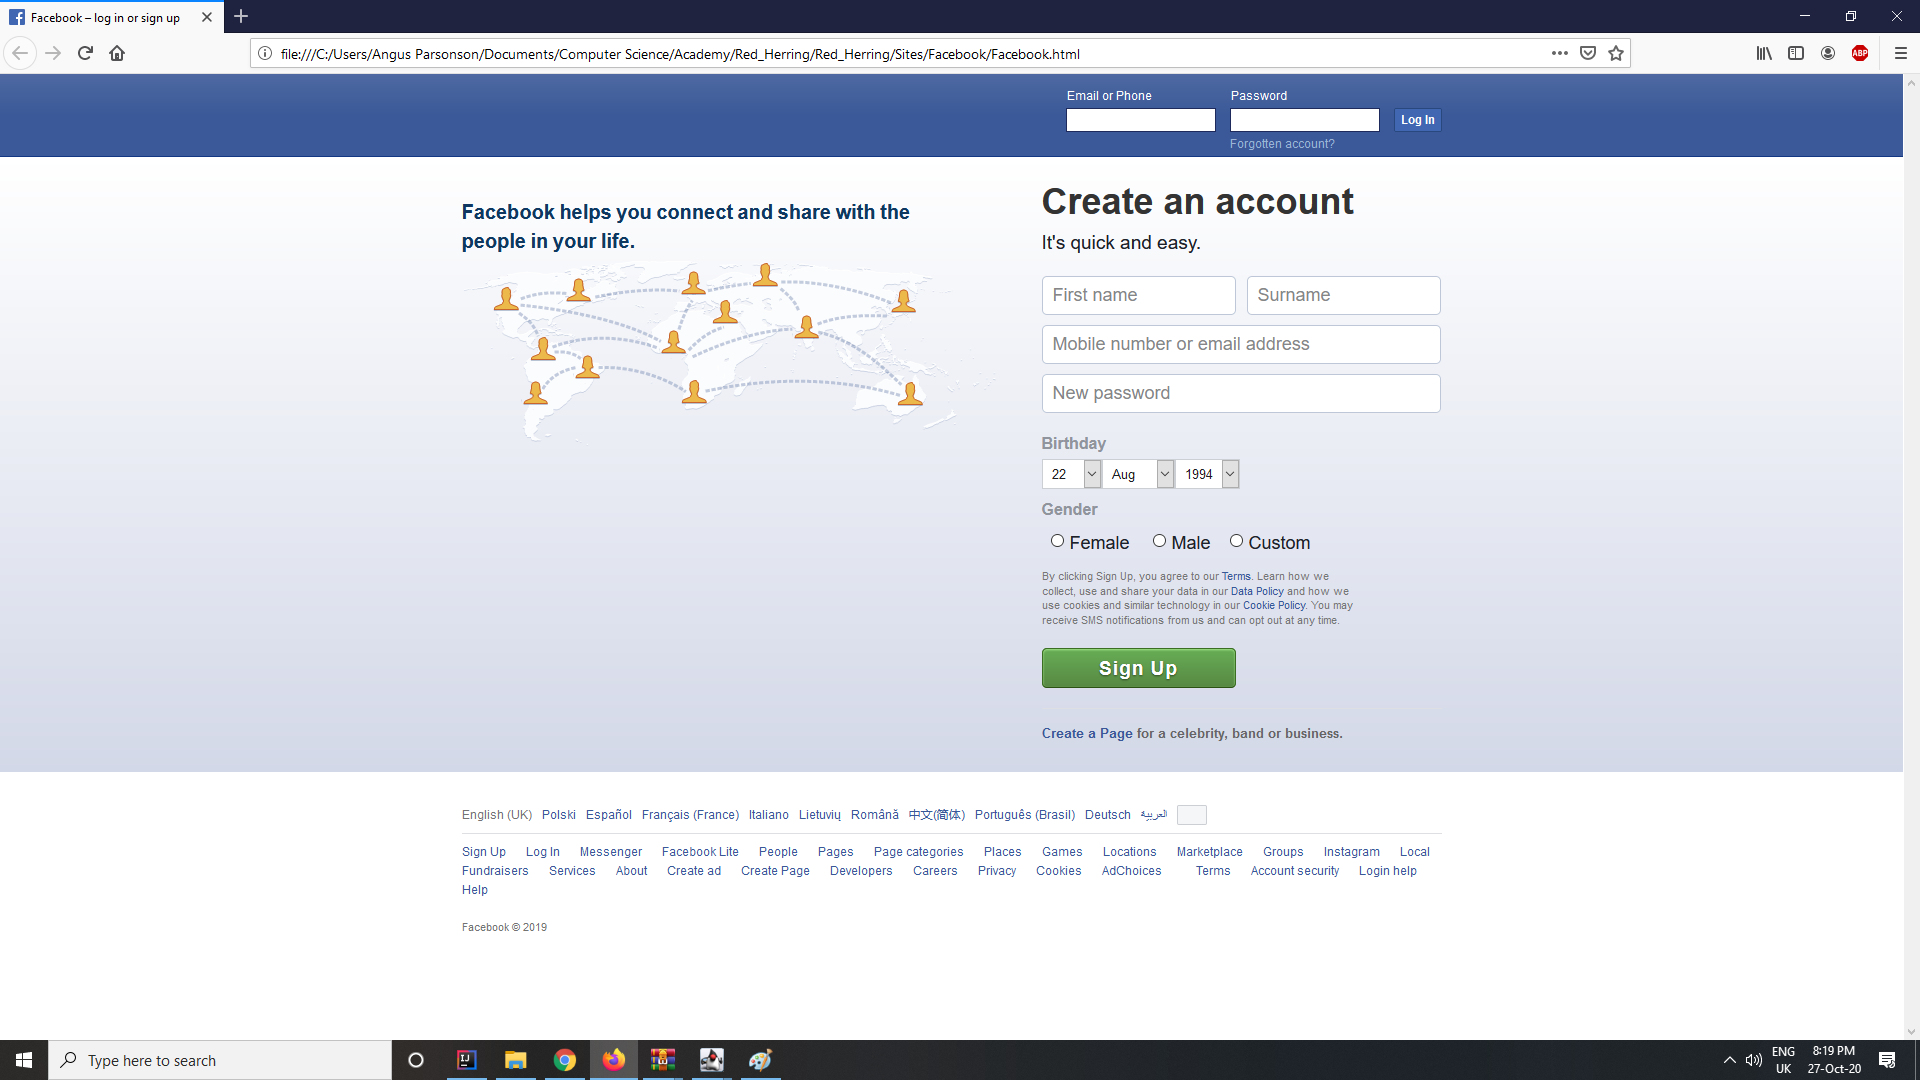 Facebook – log in or sign up
file:///C:/Users/Angus Parsonson/Documents/Computer Science/Academy/Red_Herring/Red_Herring/Sites/Facebook/Facebook.html
ABP
Email or Phone Password
Log In
Forgotten account?
Facebook helps you connect and share with the
people in your life.
Create an account
It's quick and easy.
First name Surname
Mobile number or email address
New password
Birthday
22 Aug 1994
Gender
Female Male Custom
By clicking Sign Up, you agree to our Terms. Learn how we
collect, use and share your data in our Data Policy and how we
use cookies and similar technology in our Cookie Policy. You may
receive SMS notifications from us and can opt out at any time.
Sign Up
Create a Page for a celebrity, band or business.
English (UK) Polski Español Français (France) Italiano Lietuvių Română 中文(简体) Português (Brasil) Deutsch العربية
Sign Up Log In Messenger Facebook Lite People Pages Page categories Places Games Locations Marketplace Groups Instagram Local
Fundraisers Services About Create ad Create Page Developers Careers Privacy Cookies AdChoices Terms Account security Login help
Help
Facebook © 2019
Type here to search
IJ
ENG
UK
8:19 PM
27-Oct-20